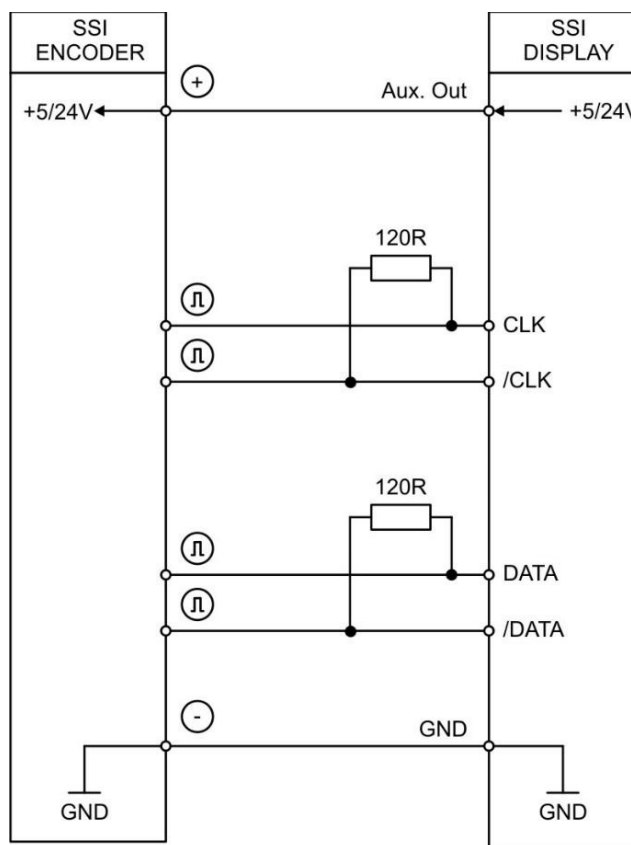 SSI
ENCODER
SSI
DISPLAY
+
Aux. Out
+5/24V
+5/24V
120R
CLK
/CLK
120R
DATA
/DATA
-
GND
GND
GND